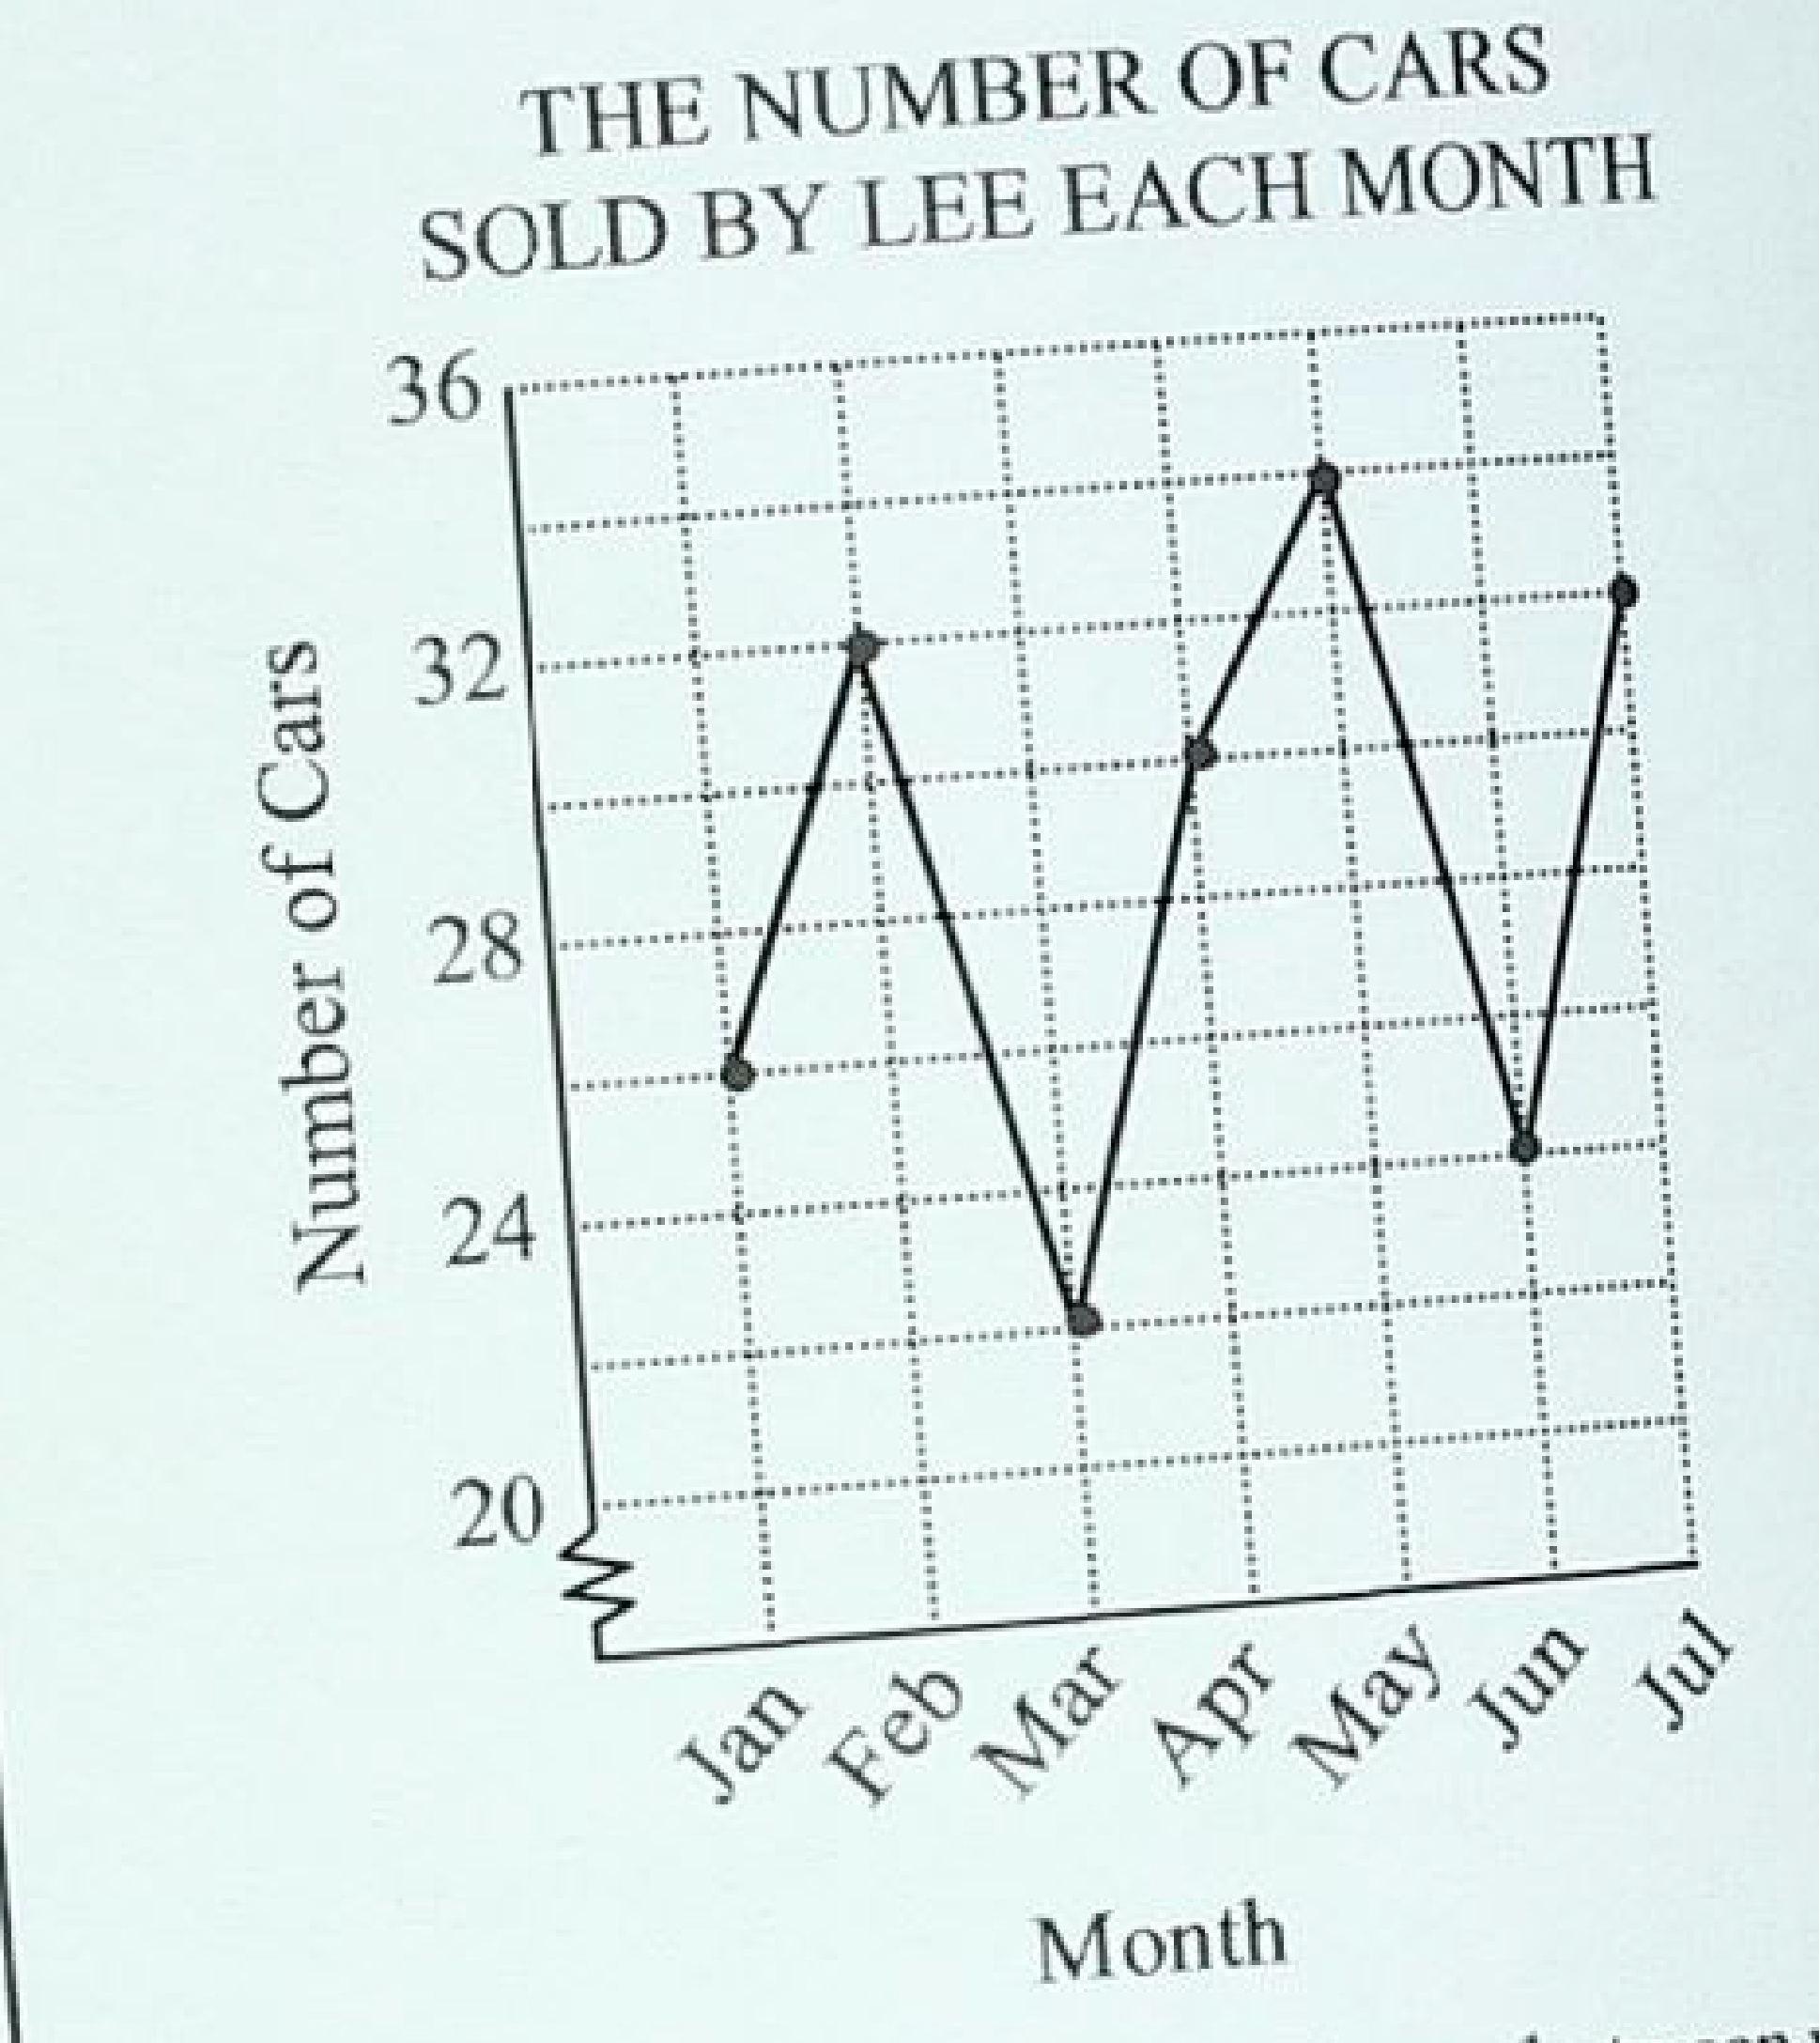 THE NUMBER OF CARS
SOLD BY LEE EACH MONTH
36
32
28
24
20
Number of Cars
Jan Feb Mar Apr May Jun Jul
Month